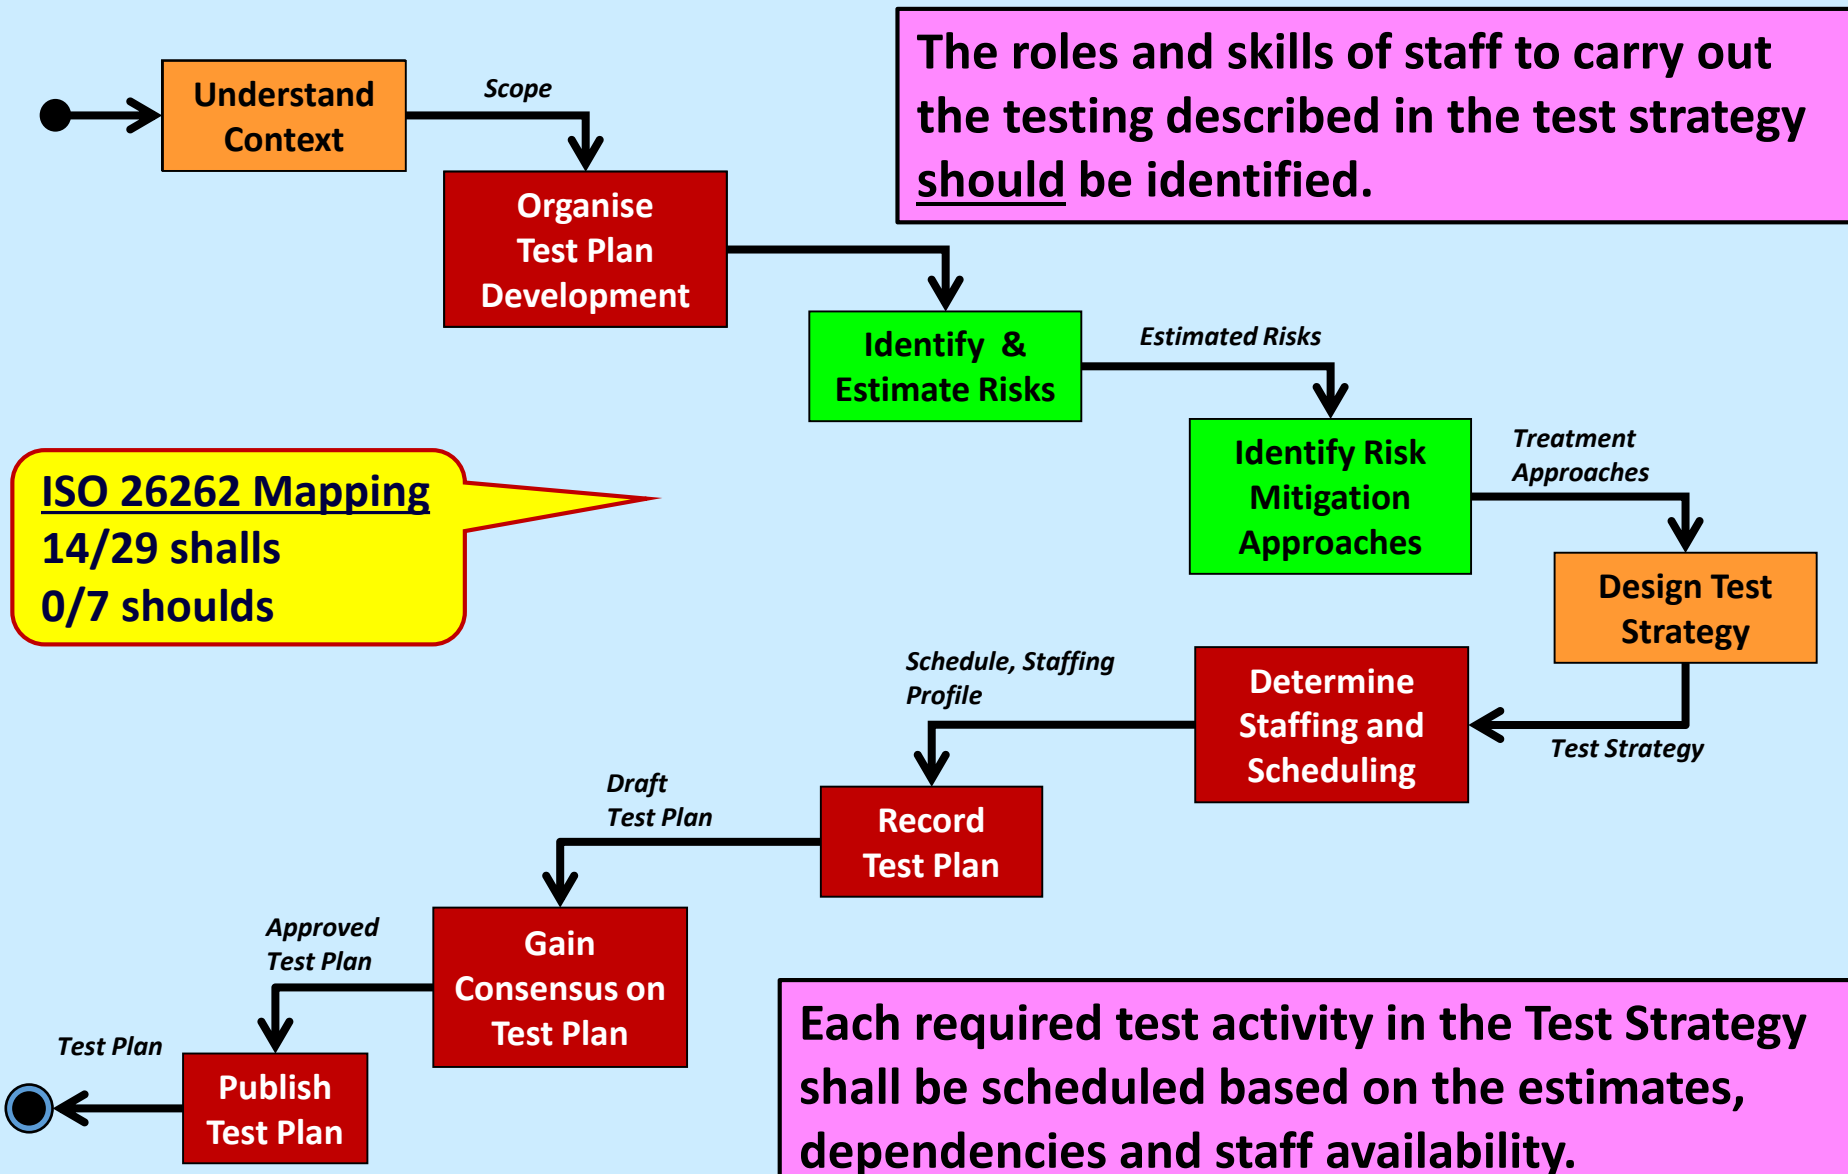 The roles and skills of staff to carry out
the testing described in the test strategy
should be identified.
Understand
Context
Scope
Organise
Test Plan
Development
Identify &
Estimate Risks
Estimated Risks
Identify Risk
Mitigation
Approaches
Treatment
Approaches
ISO 26262 Mapping
14/29 shalls
0/7 shoulds
Design Test
Strategy
Test Strategy
Determine
Staffing and
Scheduling
Schedule, Staffing
Profile
Record
Test Plan
Draft
Test Plan
Gain
Consensus on
Test Plan
Approved
Test Plan
Publish
Test Plan
Test Plan
Each required test activity in the Test Strategy
shall be scheduled based on the estimates,
dependencies and staff availability.